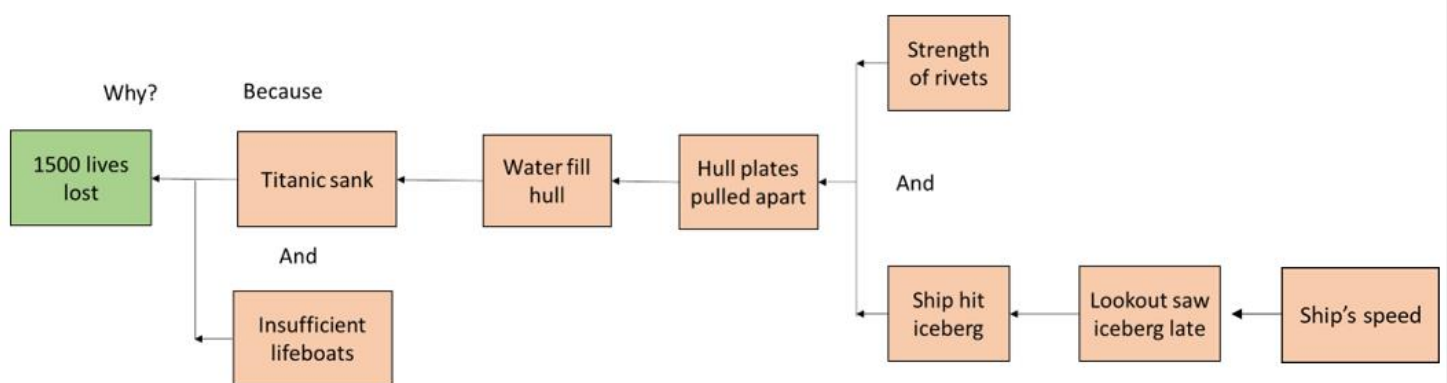 Why?
Because
1500 lives
lost
Titanic sank
And
Insufficient
lifeboats
Water fill
hull
Hull plates
pulled apart
Strength
of rivets
And
Ship hit
iceberg
Lookout saw
iceberg late
Ship’s speed